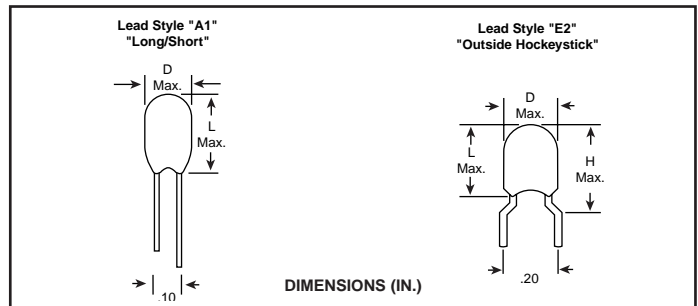 Lead Style "A1"
"Long/Short"
D
Max.
L
Max.
.10
Lead Style "E2"
"Outside Hockeystick"
D
Max.
L
Max.
H
Max.
.20
DIMENSIONS (IN.)